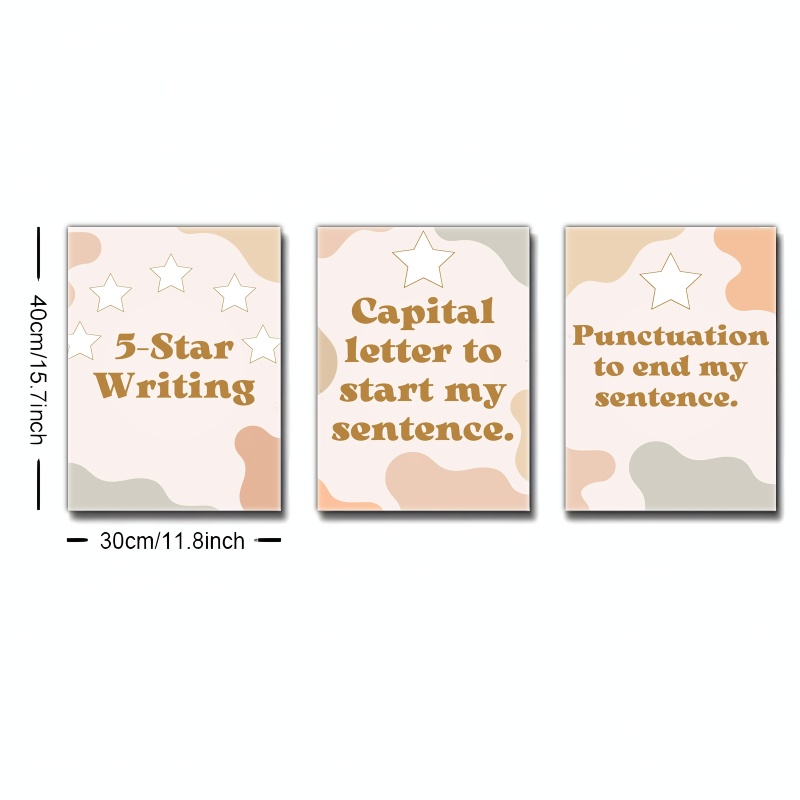 5-Star
Writing
Capital
letter to
start my
sentence.
Punctuation
to end my
sentence.
40cm/15.7inch
30cm/11.8inch